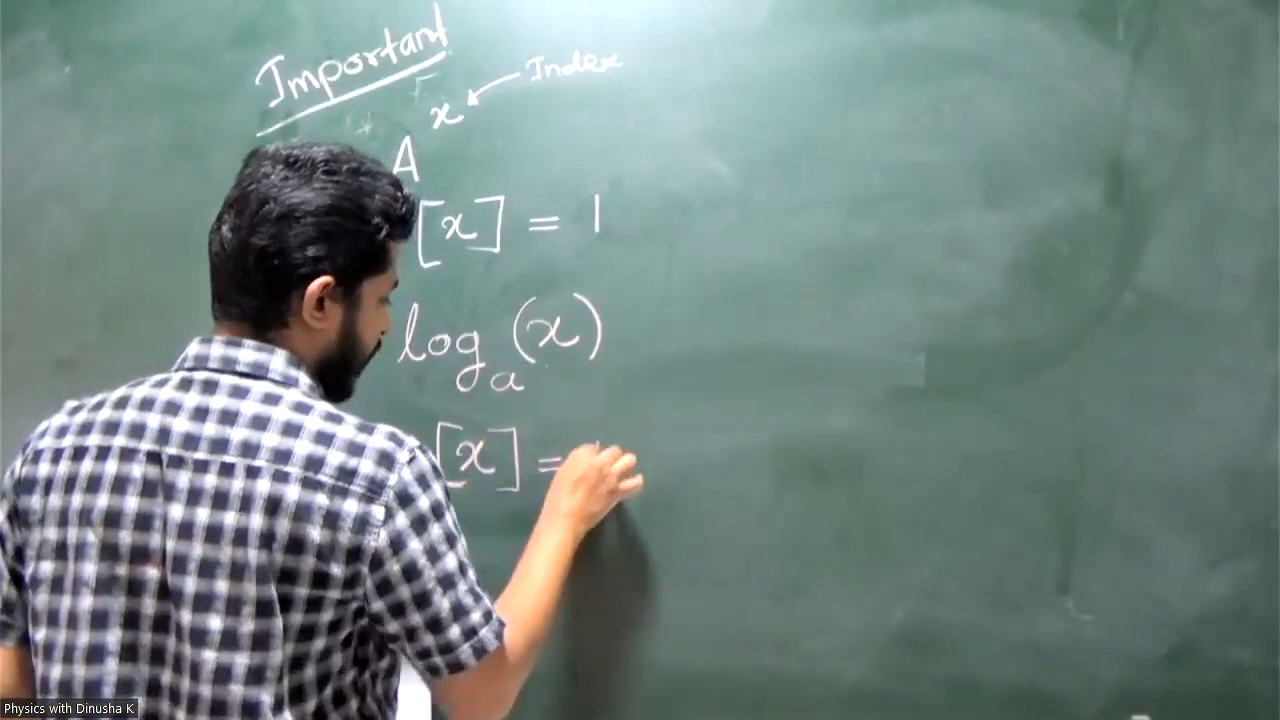 Important
Index
A^x
[x] = 1
log_a (x)
[x] =
Physics with Dinusha K